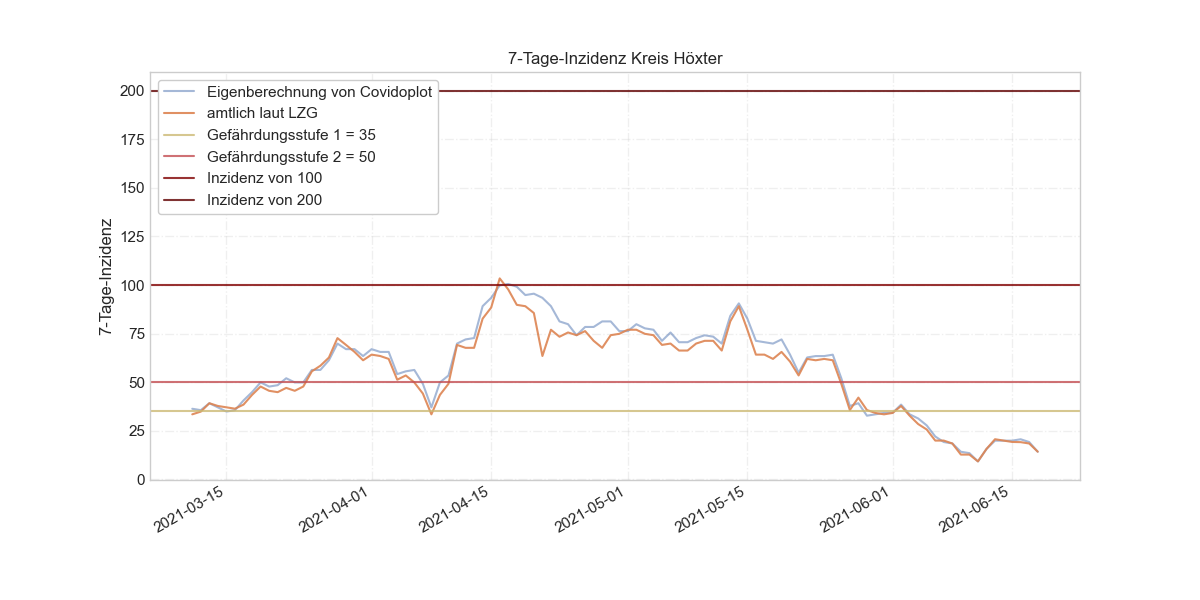 7-Tage-Inzidenz Kreis Höxter
Eigenberechnung von Covidoplot
amtlich laut LZG
Gefährdungsstufe 1 = 35
Gefährdungsstufe 2 = 50
Inzidenz von 100
Inzidenz von 200
7-Tage-Inzidenz
200
175
150
125
100
75
50
25
0
2021-03-15
2021-04-01
2021-04-15
2021-05-01
2021-05-15
2021-06-01
2021-06-15